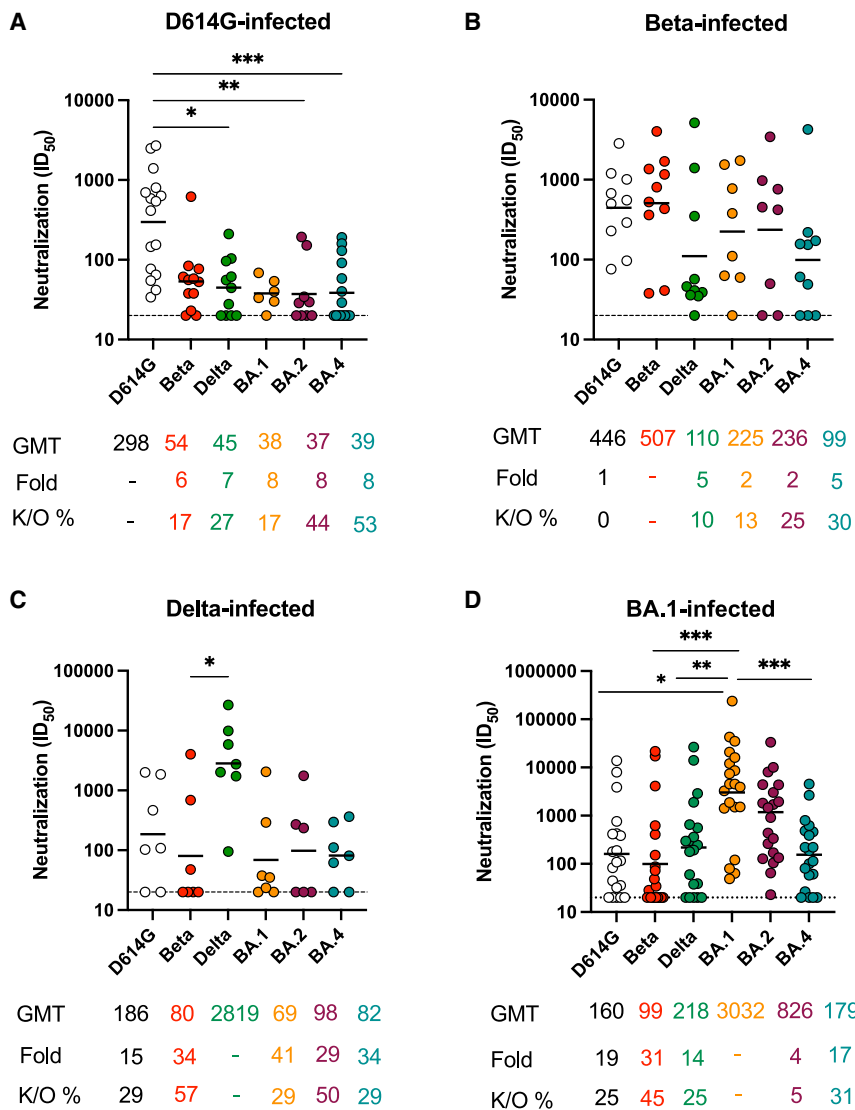 A
D614G-infected
***
**
*
10000
1000
100
10
Neutralization (ID50)
D614G Beta Delta BA.1 BA.2 BA.4
GMT 298 54 45 38 37 39
Fold - 6 7 8 8 8
K/O % - 17 27 17 44 53
B
Beta-infected
10000
1000
100
10
Neutralization (ID50)
D614G Beta Delta BA.1 BA.2 BA.4
GMT 446 507 110 225 236 99
Fold 1 - 5 2 2 5
K/O % 0 - 10 13 25 30
C
Delta-infected
*
100000
10000
1000
100
10
Neutralization (ID50)
D614G Beta Delta BA.1 BA.2 BA.4
GMT 186 80 2819 69 98 82
Fold 15 34 - 41 29 34
K/O % 29 57 - 29 50 29
D
BA.1-infected
***
* ** ***
1000000
100000
10000
1000
100
10
Neutralization (ID50)
D614G Beta Delta BA.1 BA.2 BA.4
GMT 160 99 218 3032 826 179
Fold 19 31 14 - 4 17
K/O % 25 45 25 - 5 31